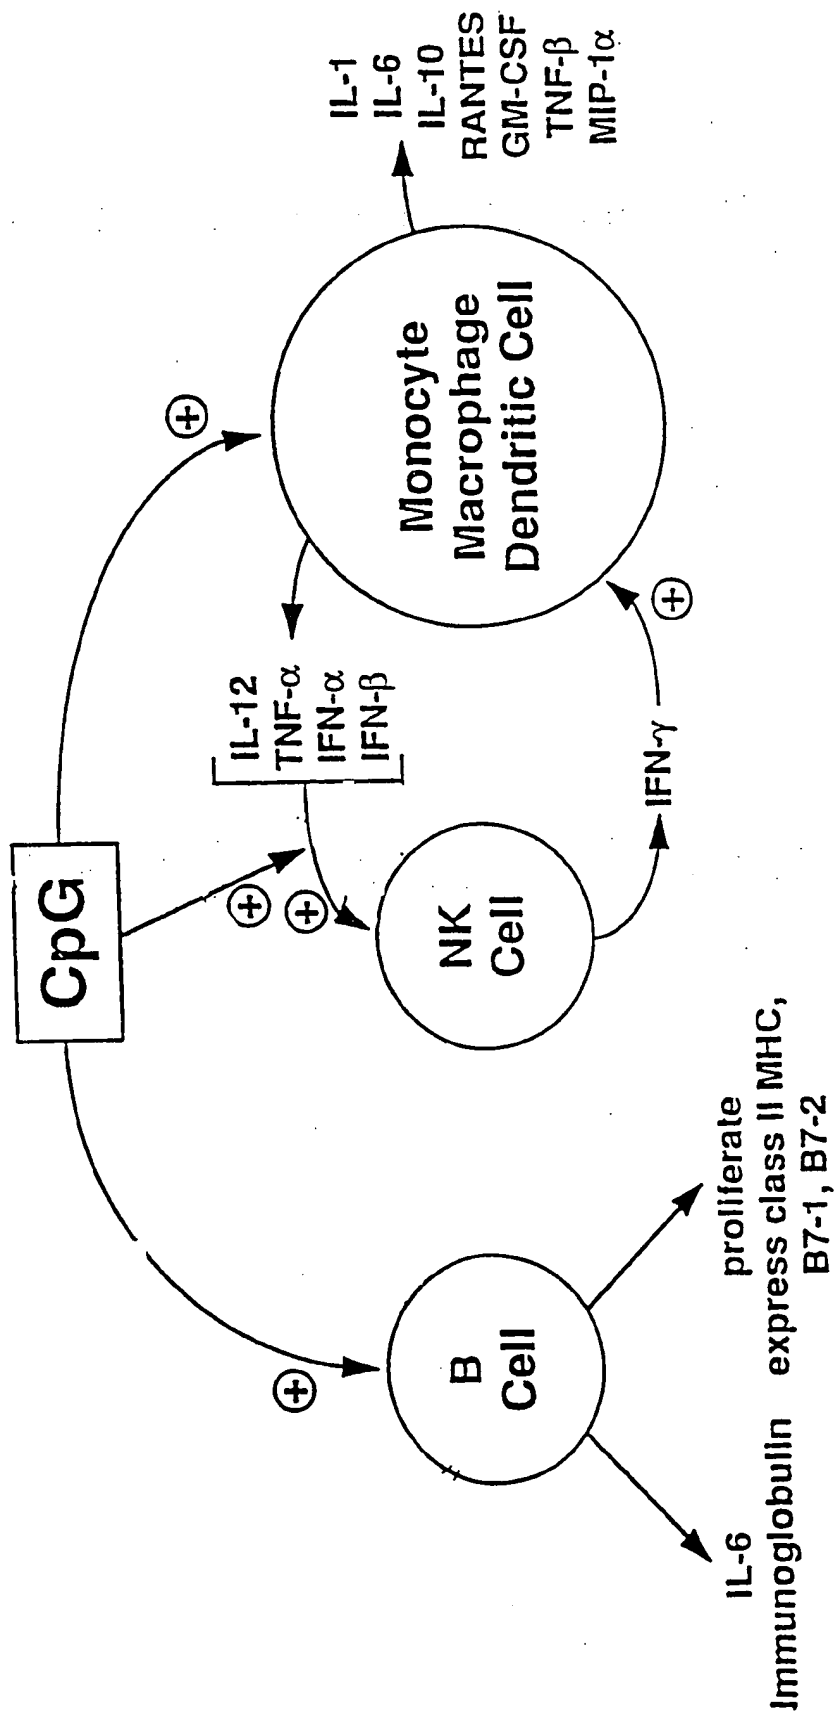 CpG
+
+
+
+
IL-12
TNF-α
IFN-α
IFN-β
IL-1
IL-6
IL-10
RANTES
GM-CSF
TNF-β
MIP-1α
B
Cell
NK
Cell
Monocyte
Macrophage
Dendritic Cell
IFN-γ
+
IL-6
Immunoglobulin
proliferate
express class II MHC,
B7-1, B7-2